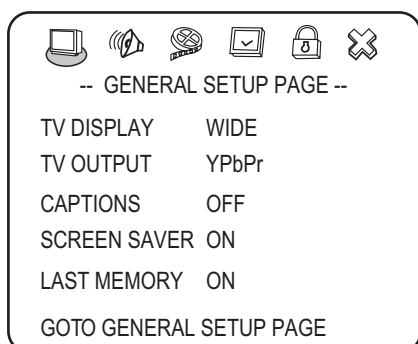 -- GENERAL SETUP PAGE --
TV DISPLAY WIDE
TV OUTPUT YPbPr
CAPTIONS OFF
SCREEN SAVER ON
LAST MEMORY ON
GOTO GENERAL SETUP PAGE